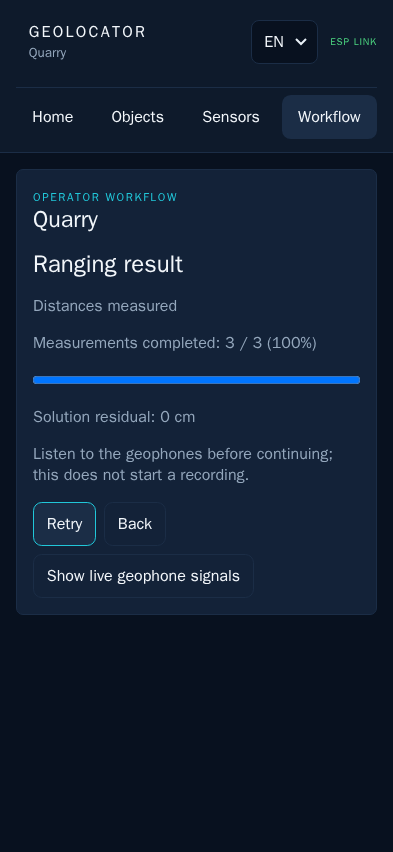 GEOLOCATOR
Quarry
EN
ESP LINK
Home
Objects
Sensors
Workflow
OPERATOR WORKFLOW
Quarry
Ranging result
Distances measured
Measurements completed: 3 / 3 (100%)
Solution residual: 0 cm
Listen to the geophones before continuing;
this does not start a recording.
Retry
Back
Show live geophone signals